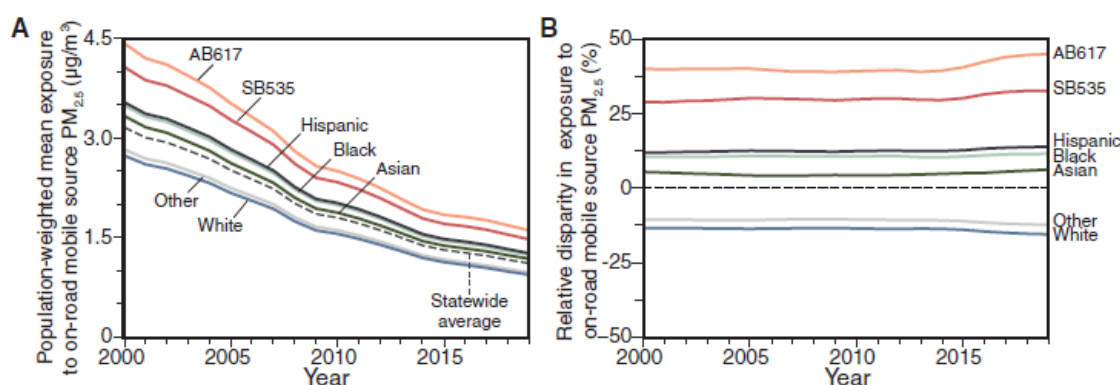 A
Population-weighted mean exposure
to on-road mobile source PM2.5 (µg/m³)
4.5
3.0
1.5
0
AB617
SB535
Hispanic
Black
Asian
Other
White
Statewide
average
2000 2005 2010 2015
Year
B
Relative disparity in exposure to
on-road mobile source PM2.5 (%)
50
25
0
-25
-50
AB617
SB535
Hispanic
Black
Asian
Other
White
2000 2005 2010 2015
Year